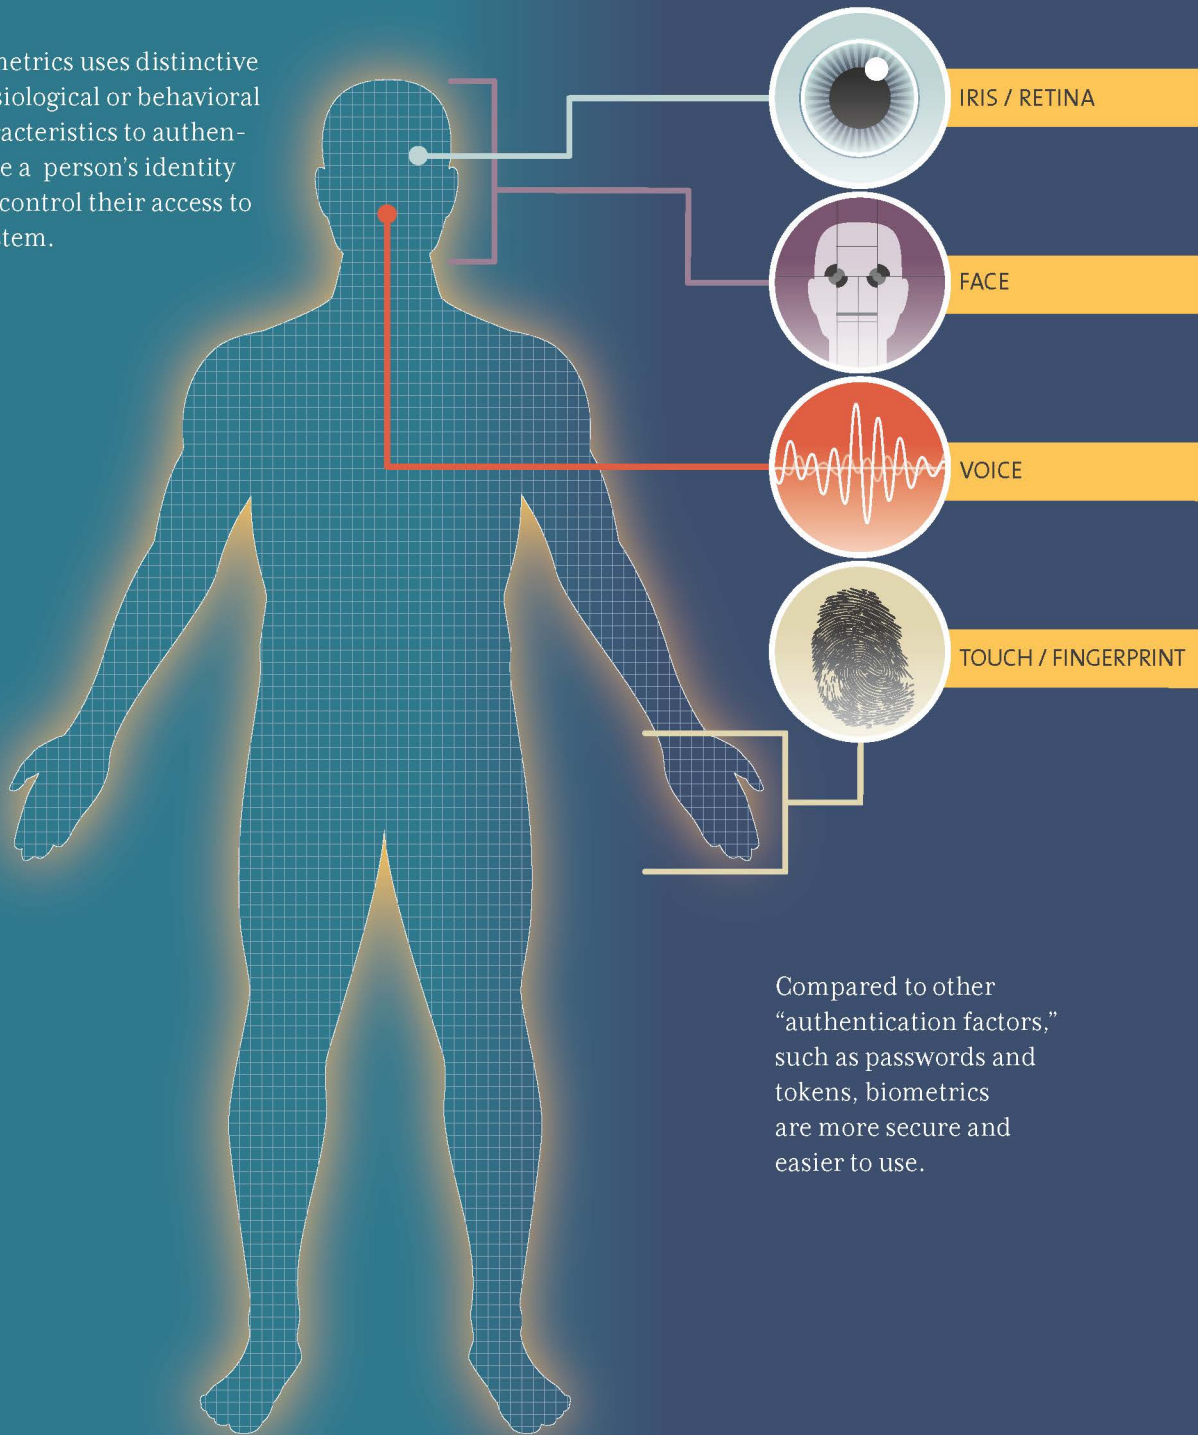 metrics uses distinctive
siological or behavioral
racteristics to authen-
e a person's identity
control their access to
stem.
IRIS / RETINA
FACE
VOICE
TOUCH / FINGERPRINT
Compared to other
“authentication factors,”
such as passwords and
tokens, biometrics
are more secure and
easier to use.